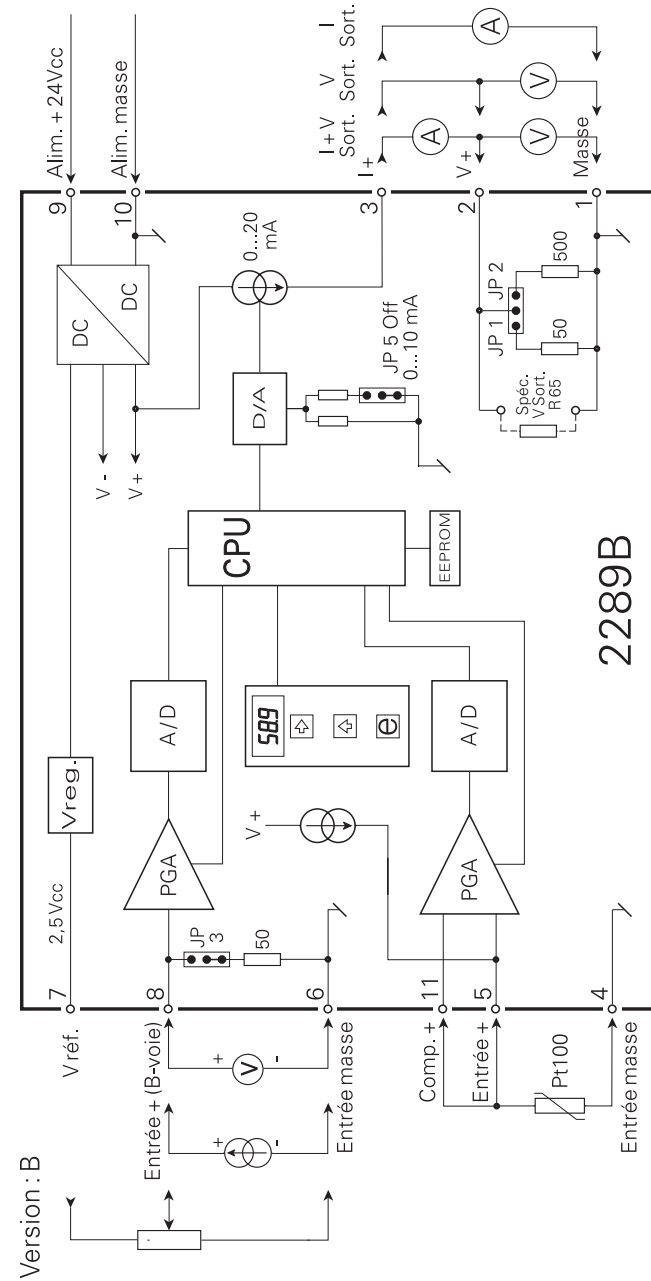 Version : B
7
V réf.
2,5 Vcc
Vreg.
DC
DC
9
Alim. + 24Vcc
10
Alim. masse
V -
V +
8
Entrée + (B-voie)
+
-
+
V
-
6
Entrée masse
JP
3
50
PGA
A/D
CPU
EEPROM
D/A
0...20
mA
JP 5 Off
0...10 mA
58.9
e
V +
11
Comp. +
5
Entrée +
Pt100
4
Entrée masse
PGA
A/D
3
I+
2
V+
1
Masse
I + V
Sort.
V
Sort.
I
Sort.
A
V
V
A
JP 1
JP 2
50
500
Spéc.
V Sort.
R 65
2289B